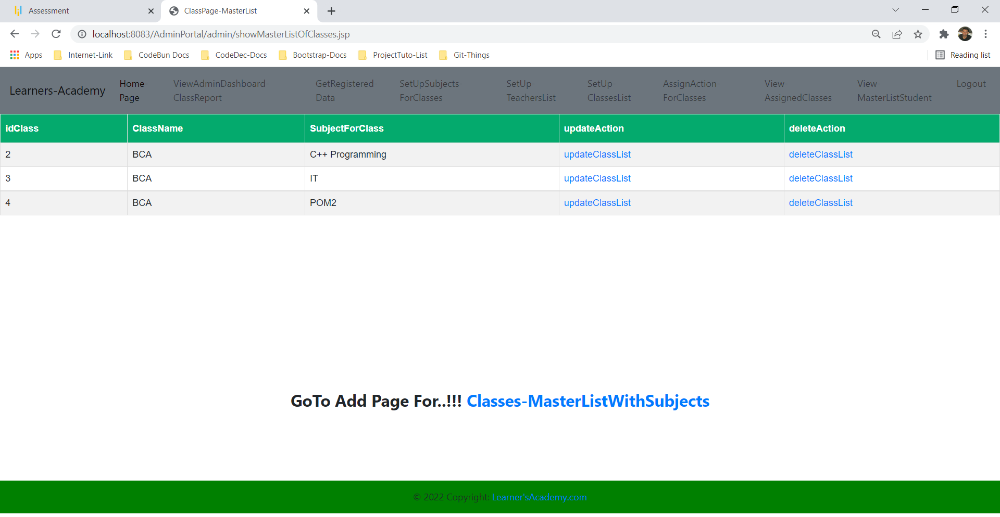 Assessment
ClassPage-MasterList
localhost:8083/AdminPortal/admin/showMasterListOfClasses.jsp
Apps Internet-Link CodeBun Docs CodeDec-Docs Bootstrap-Docs ProjectTuto-List Git-Things Reading list
Learners-Academy
Home-
Page
ViewAdminDashboard-
ClassReport
GetRegistered-
Data
SetUpSubjects-
ForClasses
SetUp-
TeachersList
SetUp-
ClassesList
AssignAction-
ForClasses
View-
AssignedClasses
View-
MasterListStudent
Logout
idClass ClassName SubjectForClass updateAction deleteAction
2 BCA C++ Programming updateClassList deleteClassList
3 BCA IT updateClassList deleteClassList
4 BCA POM2 updateClassList deleteClassList
GoTo Add Page For..!!! Classes-MasterListWithSubjects
© 2022 Copyright: Learner'sAcademy.com